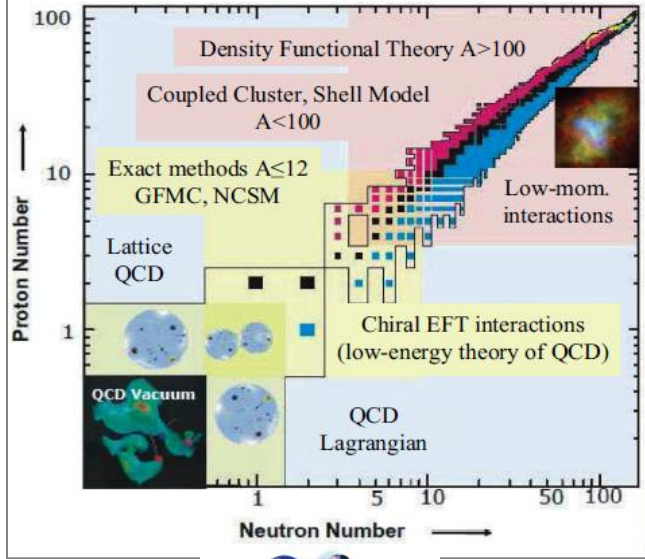 100
Density Functional Theory A>100
Coupled Cluster, Shell Model
A<100
10
Exact methods A≤12
GFMC, NCSM
Low-mom.
interactions
Lattice
QCD
Proton Number
1
Chiral EFT interactions
(low-energy theory of QCD)
QCD Vacuum
QCD
Lagrangian
1 5 10 50 100
Neutron Number